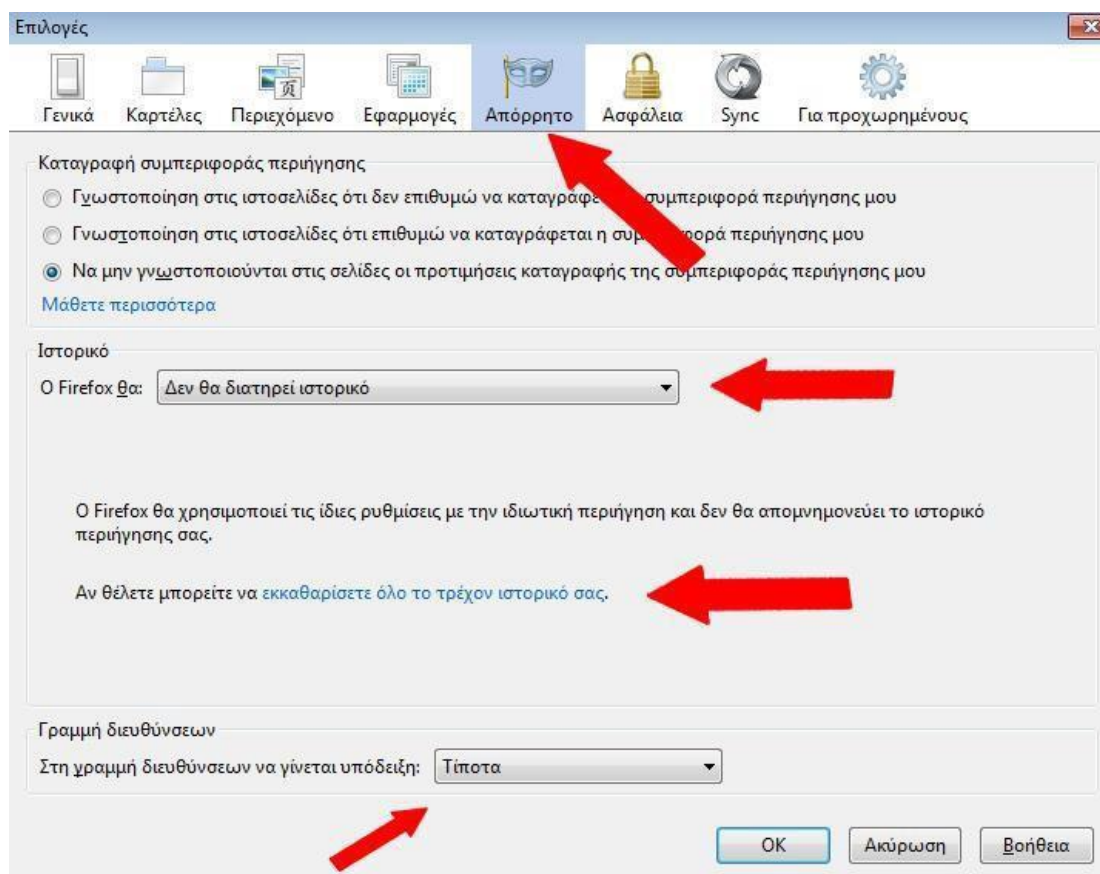 Επιλογές
Γενικά Καρτέλες Περιεχόμενο Εφαρμογές Απόρρητο Ασφάλεια Sync Για προχωρημένους
Καταγραφή συμπεριφοράς περιήγησης
Γνωστοποίηση στις ιστοσελίδες ότι δεν επιθυμώ να συμπεριφορά περιήγησης μου
Γνωστοποίηση στις ιστοσελίδες ότι επιθυμώ να καταγράφεται η περιήγησης μου
Να μην γνωστοποιούνται στις σελίδες οι προτιμήσεις καταγραφής της συμπεριφοράς περιήγησης μου
Μάθετε περισσότερα
Ιστορικό
Ο Firefox θα: Δεν θα διατηρεί ιστορικό
Ο Firefox θα χρησιμοποιεί τις ίδιες ρυθμίσεις με την ιδιωτική περιήγηση και δεν θα απομνημονεύει το ιστορικό
περιήγησης σας.
Αν θέλετε μπορείτε να εκκαθαρίσετε όλο το τρέχον ιστορικό σας.
Γραμμή διευθύνσεων
Στη γραμμή διευθύνσεων να γίνεται υπόδειξη: Τίποτα
OK Ακύρωση Βοήθεια